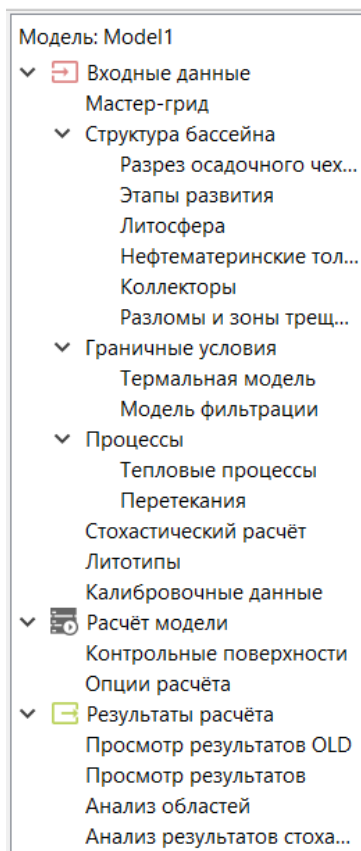 Модель: Model1
Входные данные
Мастер-грид
Структура бассейна
Разрез осадочного чех...
Этапы развития
Литосфера
Нефтематеринские тол...
Коллекторы
Разломы и зоны трещ...
Граничные условия
Термальная модель
Модель фильтрации
Процессы
Тепловые процессы
Перетекания
Стохастический расчёт
Литотипы
Калибровочные данные
Расчёт модели
Контрольные поверхности
Опции расчёта
Результаты расчёта
Просмотр результатов OLD
Просмотр результатов
Анализ областей
Анализ результатов стоха...